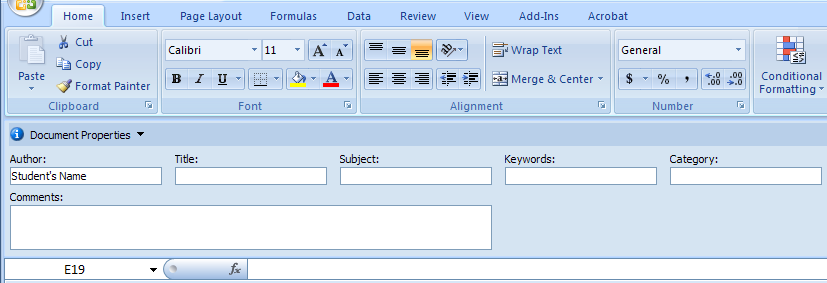 Home Insert Page Layout Formulas Data Review View Add-Ins Acrobat
Cut
Copy
Format Painter
Paste
Calibri 11 A A
B I U A
Wrap Text
Merge & Center
General
$ % , .0 .00 .00 .0
Conditional
Formatting
Clipboard Font Alignment Number
Document Properties
Author: Title: Subject: Keywords: Category:
Student's Name
Comments:
E19 fx